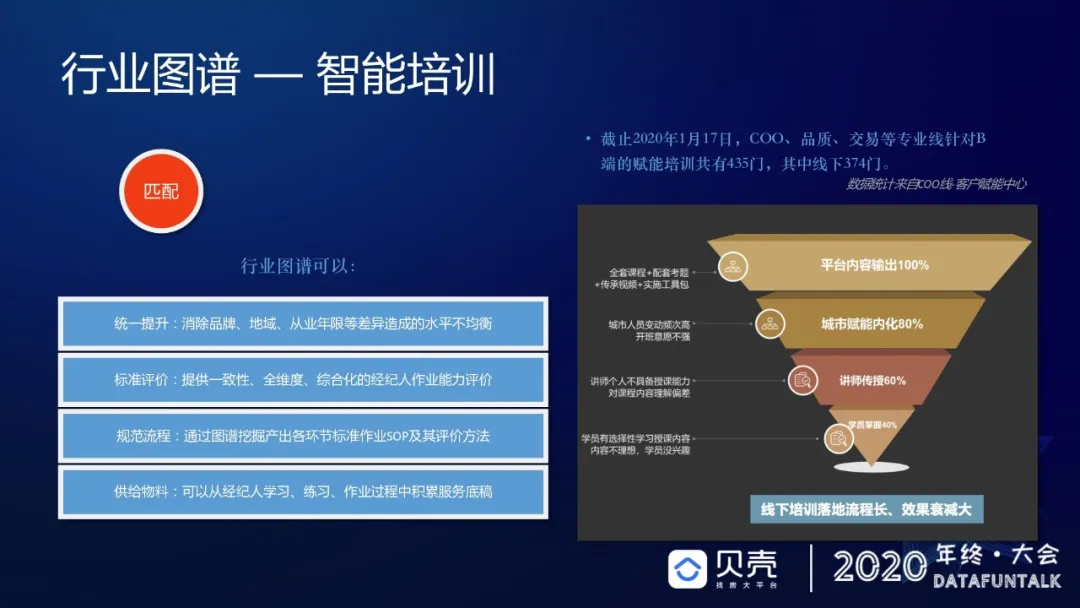 行业图谱 — 智能培训
匹配
行业图谱可以：
统一提升：消除品牌、地域、从业年限等差异造成的水平不均衡
标准评价：提供一致性、全维度、综合化的经纪人作业能力评价
规范流程：通过图谱挖掘产出各环节标准作业SOP及其评价方法
供给物料：可以从经纪人学习、练习、作业过程中积累服务底稿
• 截止2020年1月17日，COO、品质、交易等专业线针对B
端的赋能培训共有435门，其中线下374门。
数据统计来自COO线-客户赋能中心
全套课程+配套考题
+传承视频+实施工具包
平台内容输出100%
城市人员变动频次高
开班意愿不强
城市赋能内化80%
讲师个人不具备授课能力
对课程内容理解偏差
讲师传授60%
学员有选择性学习授课内容
内容不理想，学员没兴趣
学员掌握40%
线下培训落地流程长、效果衰减大
贝壳
找房大平台
2020 年终·大会
DATAFUNTALK